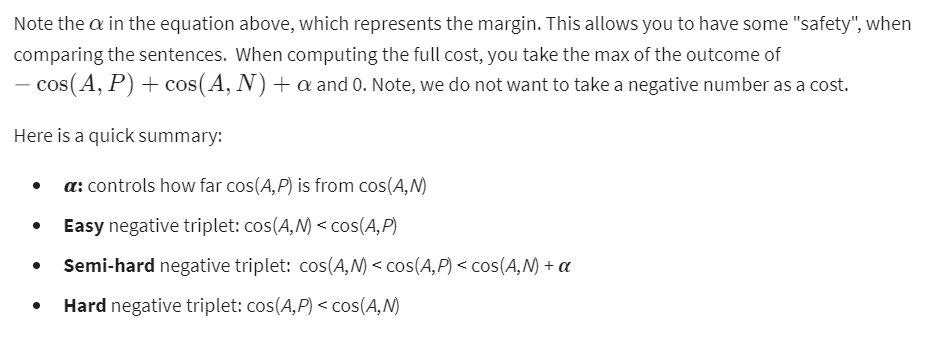 Note the α in the equation above, which represents the margin. This allows you to have some "safety", when
comparing the sentences. When computing the full cost, you take the max of the outcome of
− cos(A, P) + cos(A, N) + α and 0. Note, we do not want to take a negative number as a cost.
Here is a quick summary:
• α: controls how far cos(A,P) is from cos(A,N)
• Easy negative triplet: cos(A,N) < cos(A,P)
• Semi-hard negative triplet: cos(A,N) < cos(A,P) < cos(A,N) + α
• Hard negative triplet: cos(A,P) < cos(A,N)